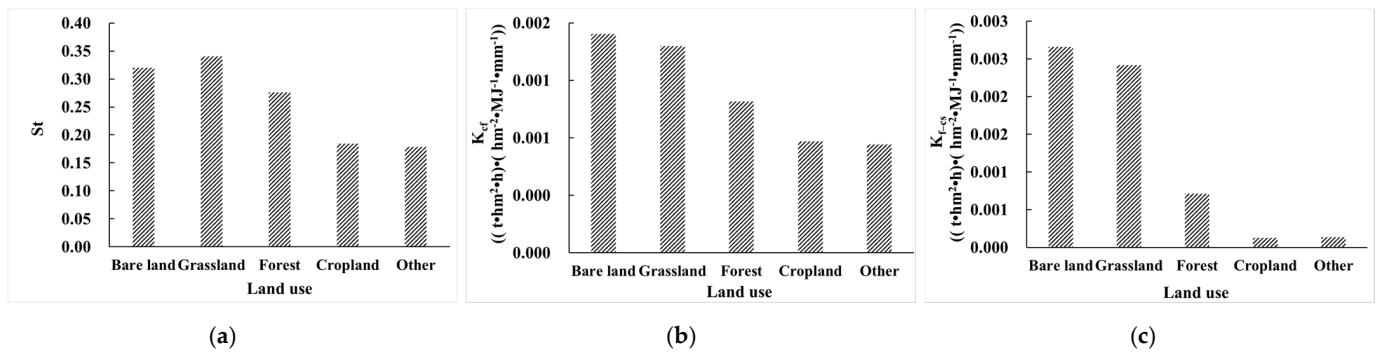 0.40
0.35
0.30
0.25
0.20
0.15
0.10
0.05
0.00
St
Bare land Grassland Forest Cropland Other
Land use
(a)
0.002
0.001
0.001
0.000
0.000
K_cf
(( t•hm²•h)•( hm⁻²•MJ⁻¹•mm⁻¹))
Bare land Grassland Forest Cropland Other
Land use
(b)
0.003
0.003
0.002
0.002
0.001
0.001
0.000
K_f−cs
(( t•hm²•h)•( hm⁻²•MJ⁻¹•mm⁻¹))
Bare land Grassland Forest Cropland Other
Land use
(c)